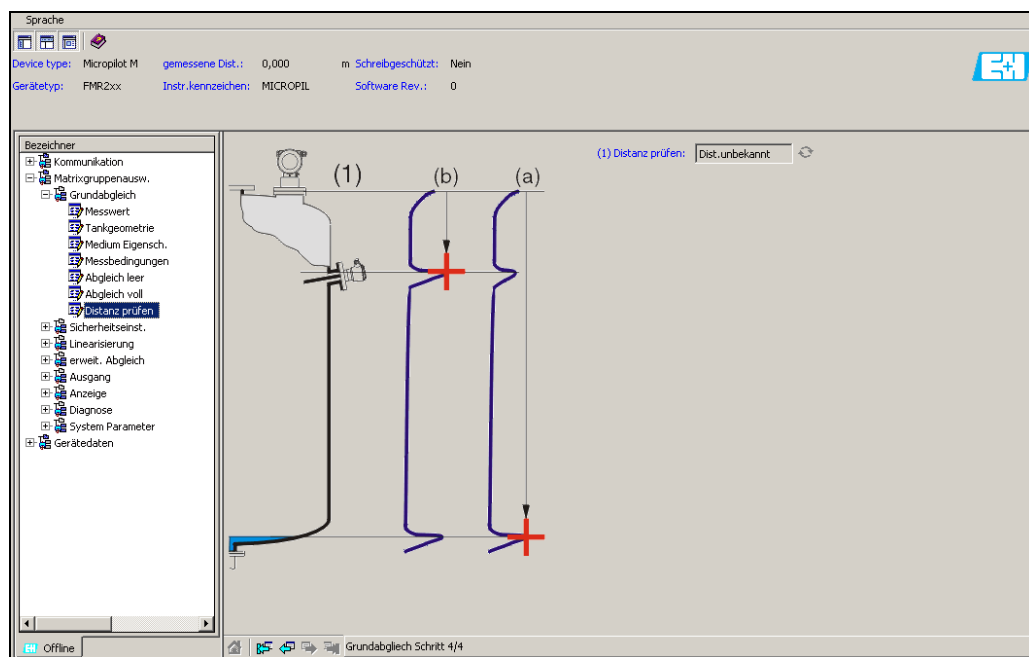 Sprache
Device type: Micropilot M gemessene Dist.: 0,000 m Schreibgeschützt: Nein
Gerätetyp: FMR2xx Instr.kennzeichen: MICROPIL Software Rev.: 0
E+H
Bezeichner
Kommunikation
Matrixgruppenausw.
Grundabgleich
Messwert
Tankgeometrie
Medium Eigensch.
Messbedingungen
Abgleich leer
Abgleich voll
Distanz prüfen
Sicherheitseinst.
Linearisierung
erweit. Abgleich
Ausgang
Anzeige
Diagnose
System Parameter
Gerätedaten
(1) (b) (a)
(1) Distanz prüfen: Dist.unbekannt
Offline
Grundabgliech Schritt 4/4